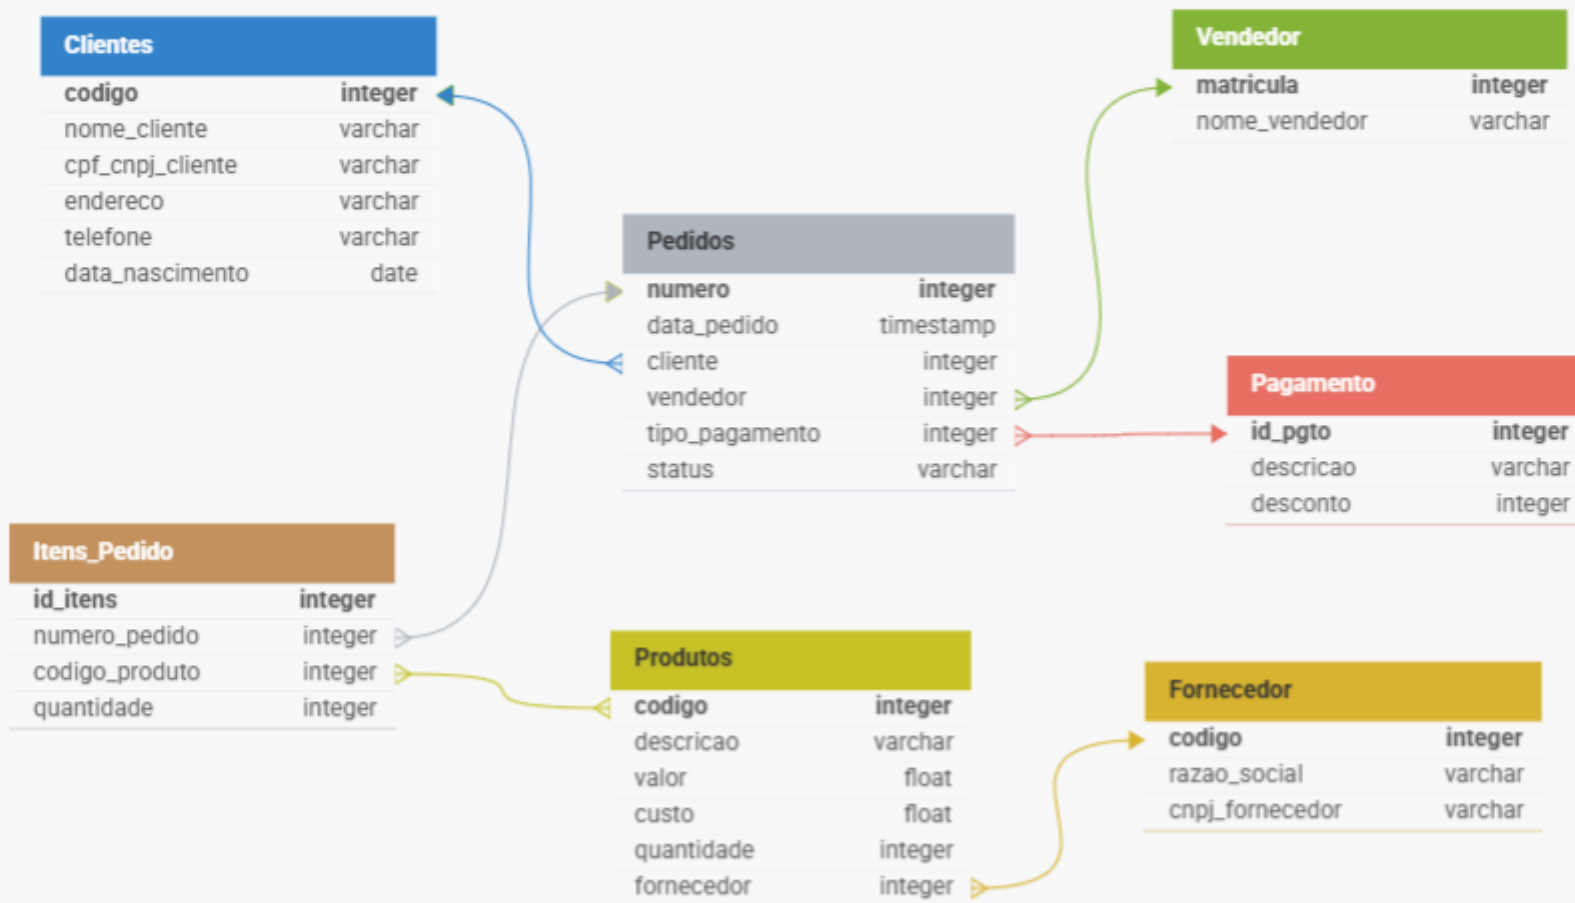 Clientes
codigo integer
nome_cliente varchar
cpf_cnpj_cliente varchar
endereco varchar
telefone varchar
data_nascimento date
Vendedor
matricula integer
nome_vendedor varchar
Pedidos
numero integer
data_pedido timestamp
cliente integer
vendedor integer
tipo_pagamento integer
status varchar
Pagamento
id_pgto integer
descricao varchar
desconto integer
Itens_Pedido
id_itens integer
numero_pedido integer
codigo_produto integer
quantidade integer
Produtos
codigo integer
descricao varchar
valor float
custo float
quantidade integer
fornecedor integer
Fornecedor
codigo integer
razao_social varchar
cnpj_fornecedor varchar